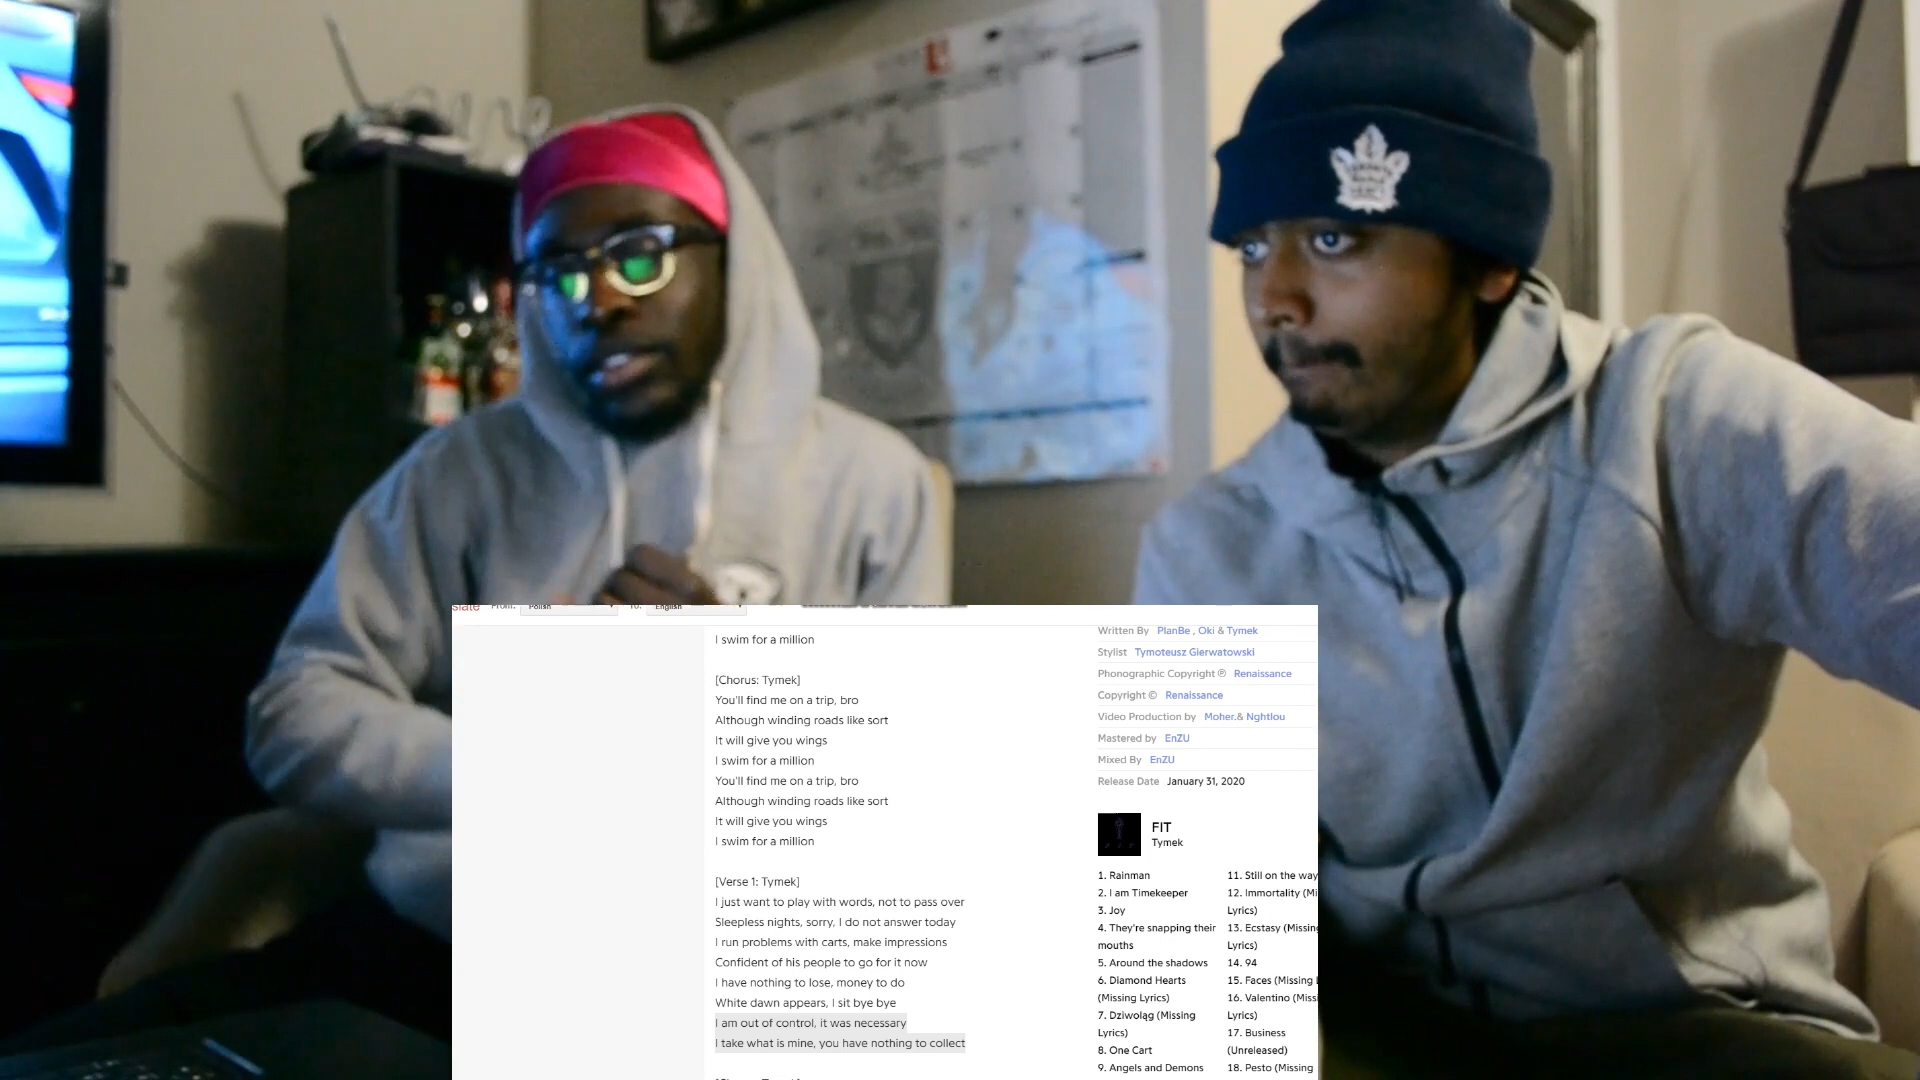 slate From: Polish To: English
I swim for a million
[Chorus: Tymek]
You'll find me on a trip, bro
Although winding roads like sort
It will give you wings
I swim for a million
You'll find me on a trip, bro
Although winding roads like sort
It will give you wings
I swim for a million
[Verse 1: Tymek]
I just want to play with words, not to pass over
Sleepless nights, sorry, I do not answer today
I run problems with carts, make impressions
Confident of his people to go for it now
I have nothing to lose, money to do
White dawn appears, I sit bye bye
I am out of control, it was necessary
I take what is mine, you have nothing to collect
Written By PlanBe , Oki & Tymek
Stylist Tymoteusz Gierwatowski
Phonographic Copyright ℗ Renaissance
Copyright © Renaissance
Video Production by Moher.& Nghtlou
Mastered by EnZU
Mixed By EnZU
Release Date January 31, 2020
FIT
Tymek
1. Rainman
2. I am Timekeeper
3. Joy
4. They're snapping their
mouths
5. Around the shadows
6. Diamond Hearts
(Missing Lyrics)
7. Dziwoląg (Missing
Lyrics)
8. One Cart
9. Angels and Demons
11. Still on the way
12. Immortality (Mi
Lyrics)
13. Ecstasy (Missing
Lyrics)
14. 94
15. Faces (Missing L
16. Valentino (Missi
Lyrics)
17. Business
(Unreleased)
18. Pesto (Missing